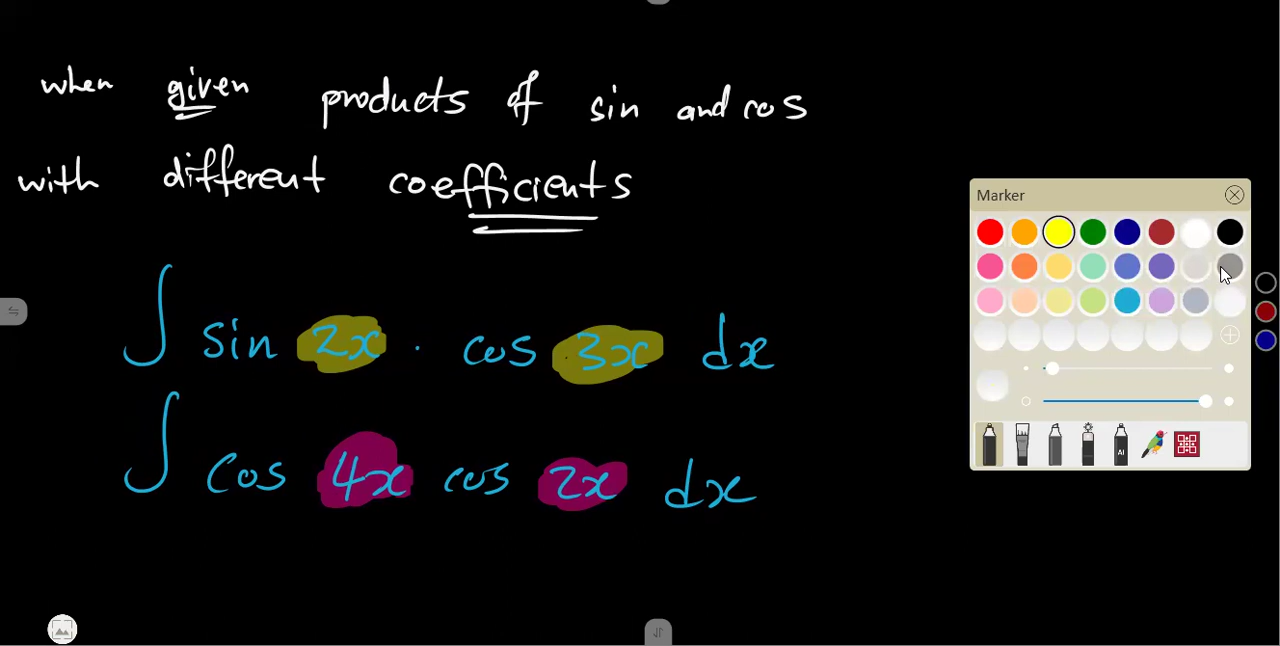 when given products of sin and cos
with different coefficients
∫ sin 2x · cos 3x dx
∫ cos 4x cos 2x dx
Marker
AI